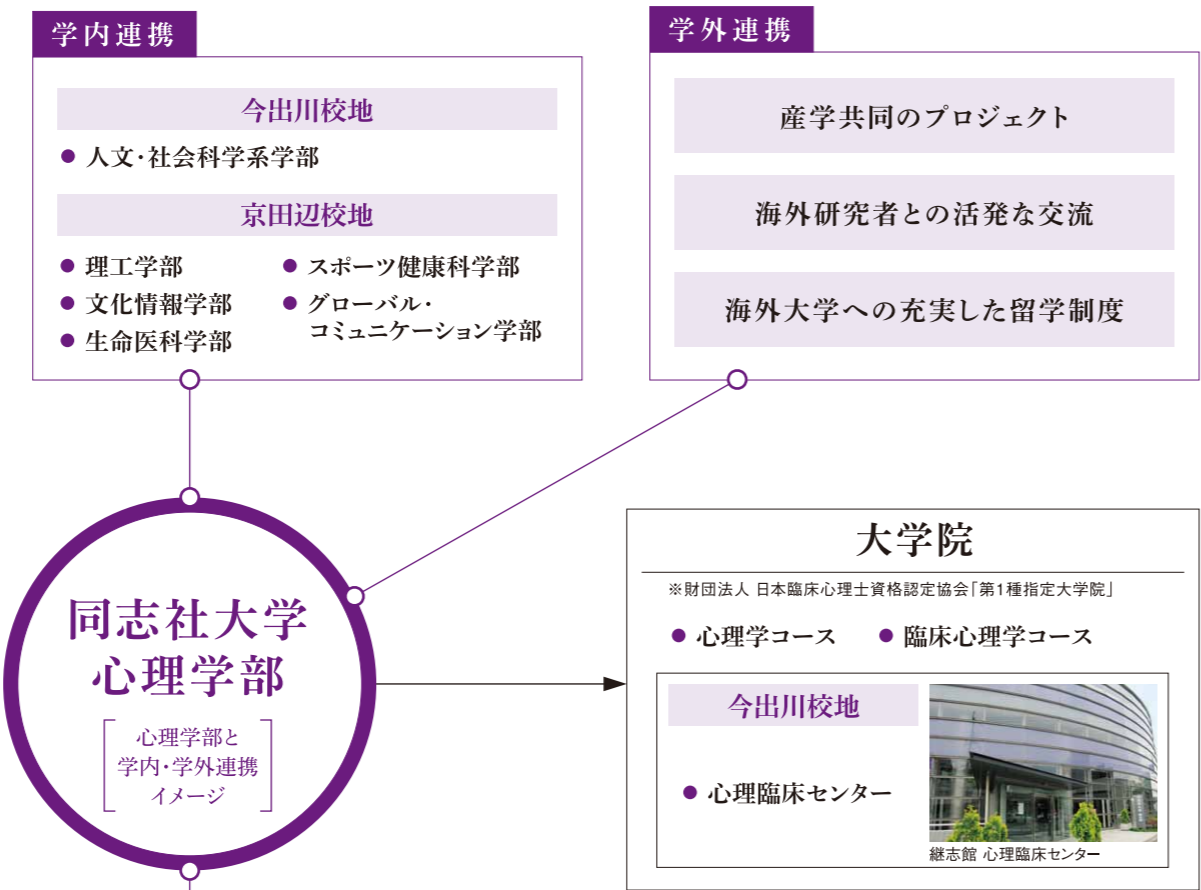 学内連携
今出川校地
● 人文・社会科学系学部
京田辺校地
● 理工学部
● 文化情報学部
● 生命医科学部
● スポーツ健康科学部
● グローバル・
コミュニケーション学部
学外連携
産学共同のプロジェクト
海外研究者との活発な交流
海外大学への充実した留学制度
同志社大学
心理学部
心理学部と
学内・学外連携
イメージ
大学院
※財団法人 日本臨床心理士資格認定協会「第1種指定大学院」
● 心理学コース ● 臨床心理学コース
今出川校地
● 心理臨床センター
継志館 心理臨床センター